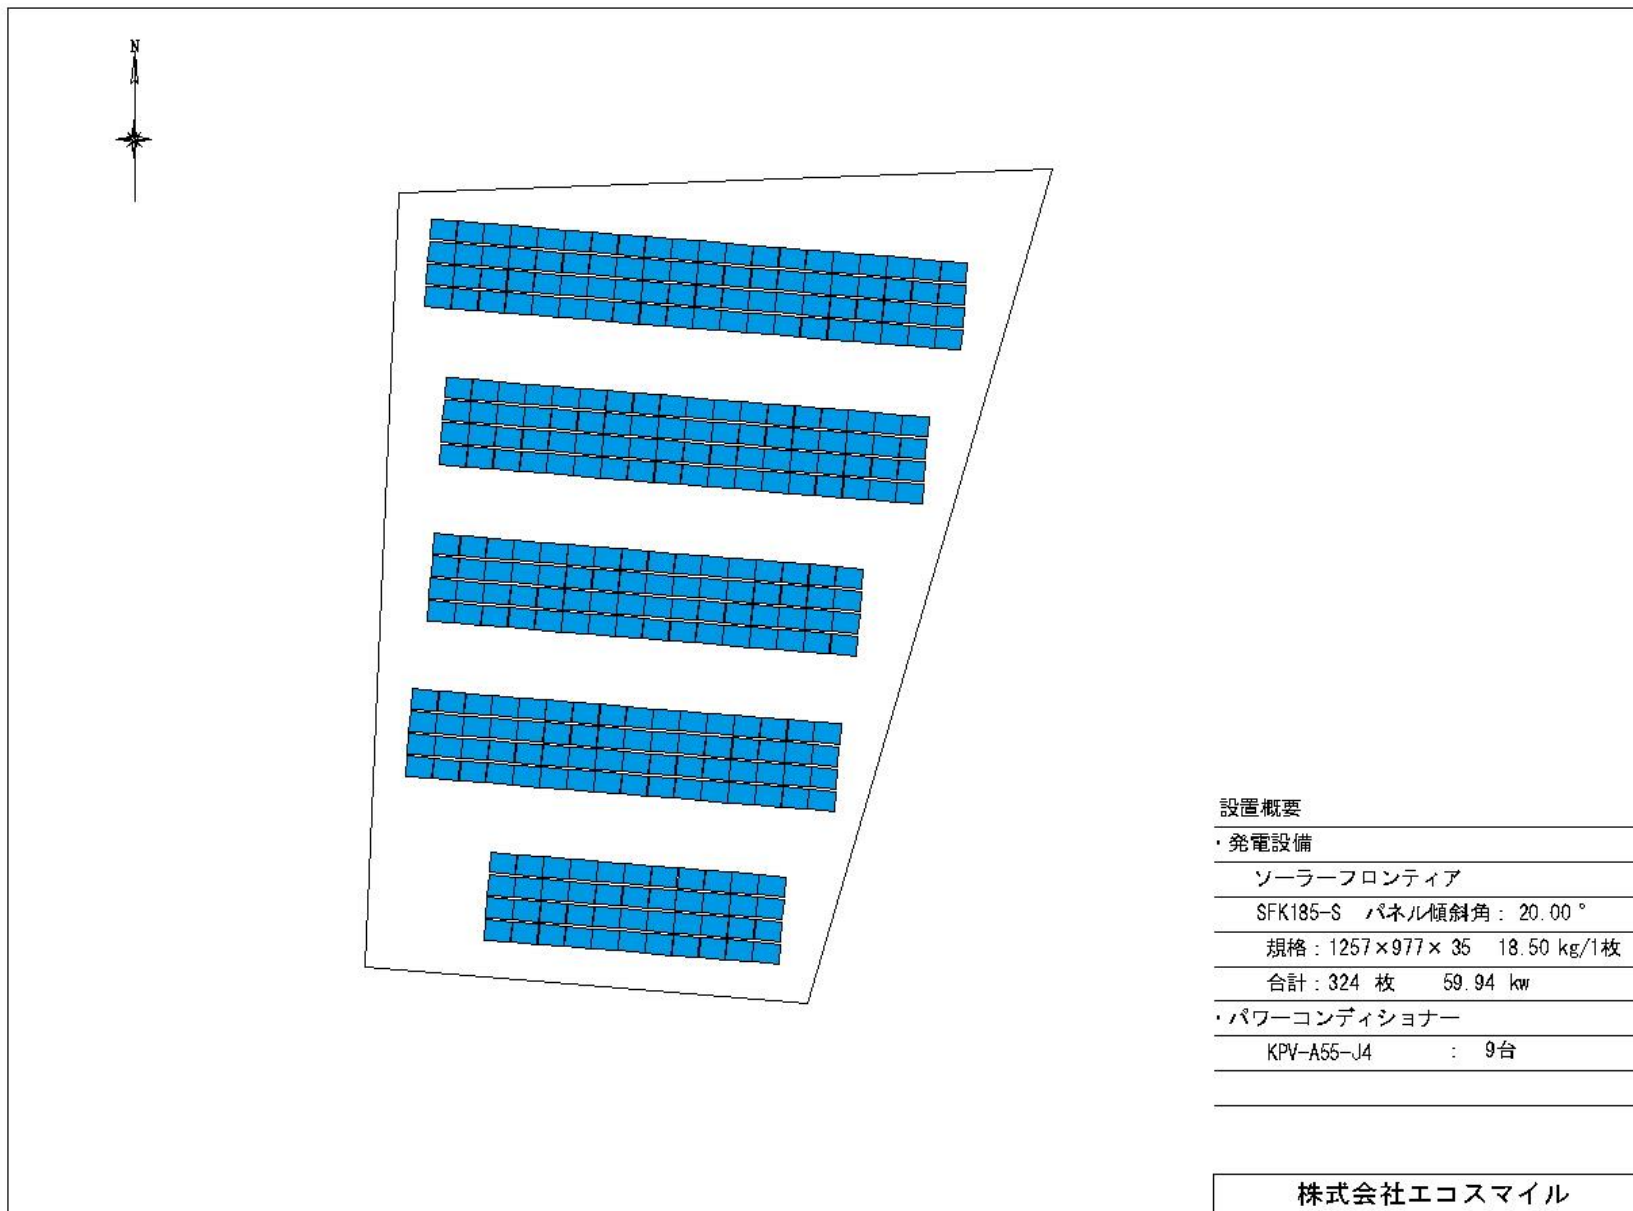 N
設置概要
・発電設備
ソーラーフロンティア
SFK185-S パネル傾斜角：20.00°
規格：1257×977×35 18.50 kg/1枚
合計：324 枚 59.94 kw
・パワーコンディショナー
KPV-A55-J4 ： 9台
株式会社エコスマイル